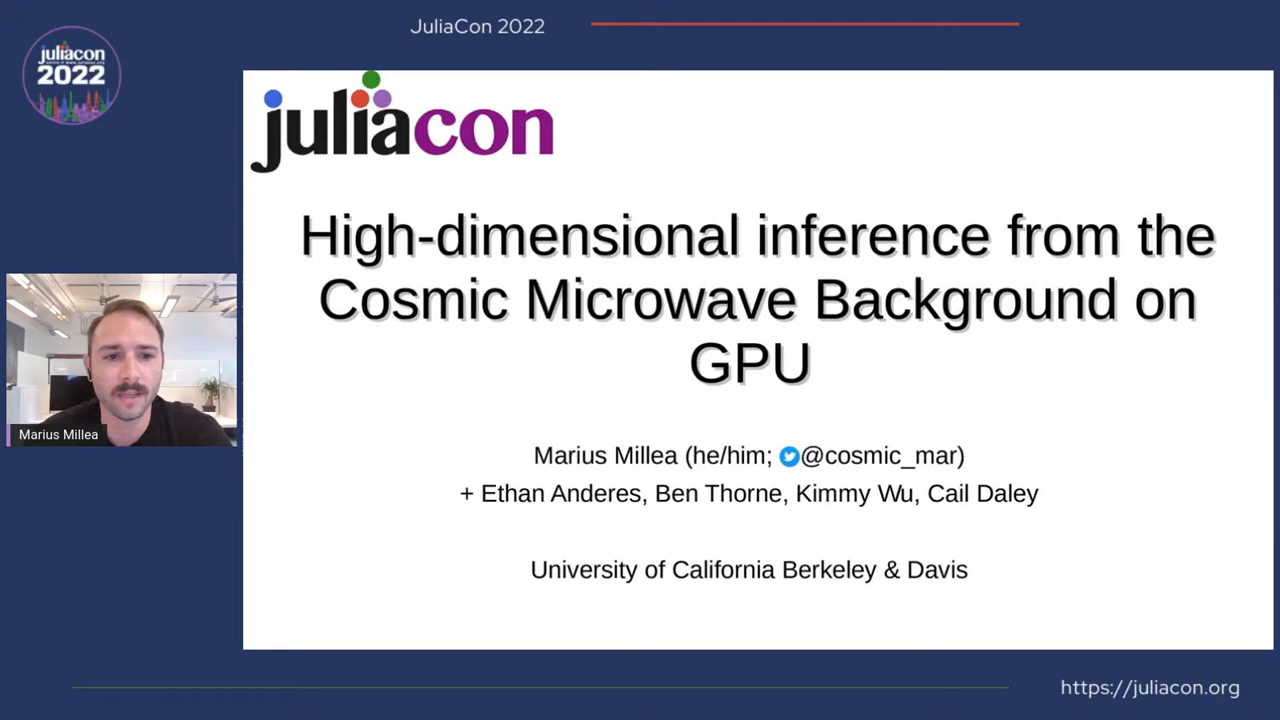 JuliaCon 2022
juliacon
2022
juliacon
High-dimensional inference from the
Cosmic Microwave Background on
GPU
Marius Millea (he/him; @cosmic_mar)
+ Ethan Anderes, Ben Thorne, Kimmy Wu, Cail Daley
University of California Berkeley & Davis
Marius Millea
https://juliacon.org